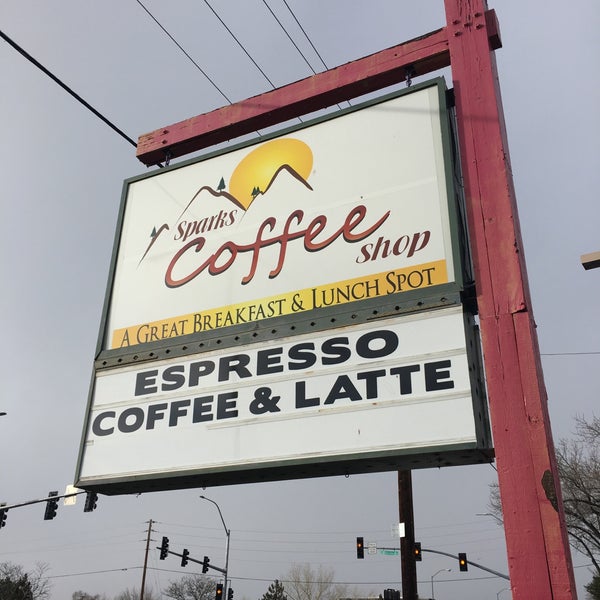 Sparks
Coffee
shop
A GREAT BREAKFAST & LUNCH SPOT
ESPRESSO
COFFEE & LATTE